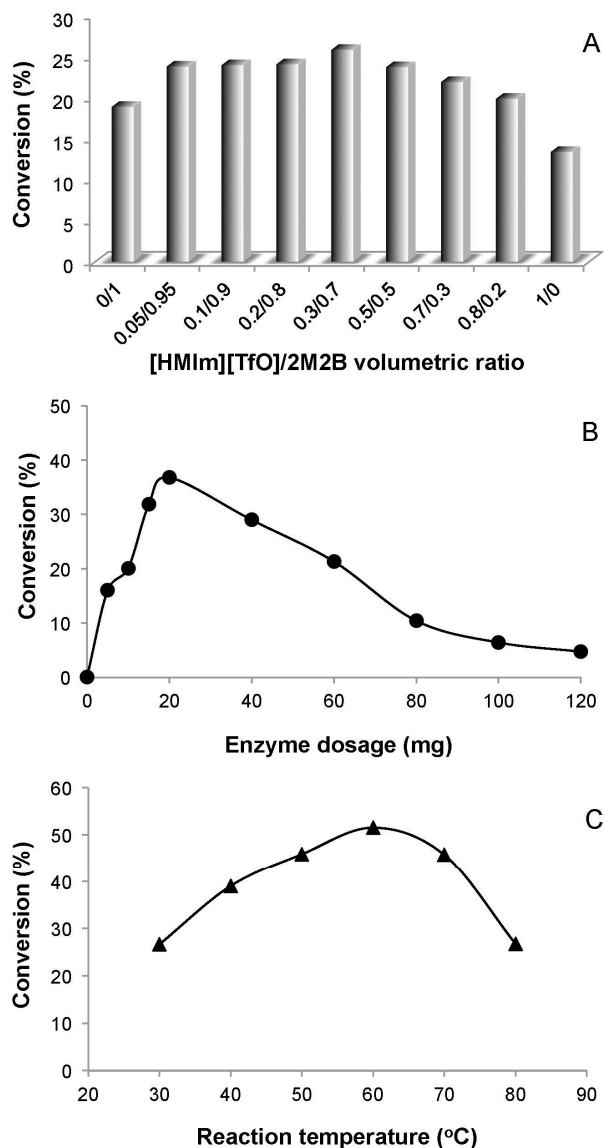 A
Conversion (%)
30
25
20
15
10
5
0
0/1
0.05/0.95
0.1/0.9
0.2/0.8
0.3/0.7
0.5/0.5
0.7/0.3
0.8/0.2
1/0
[HMIm][TfO]/2M2B volumetric ratio
B
Conversion (%)
50
40
30
20
10
0
0 20 40 60 80 100 120
Enzyme dosage (mg)
C
Conversion (%)
60
50
40
30
20
10
0
20 30 40 50 60 70 80 90
Reaction temperature (ºC)